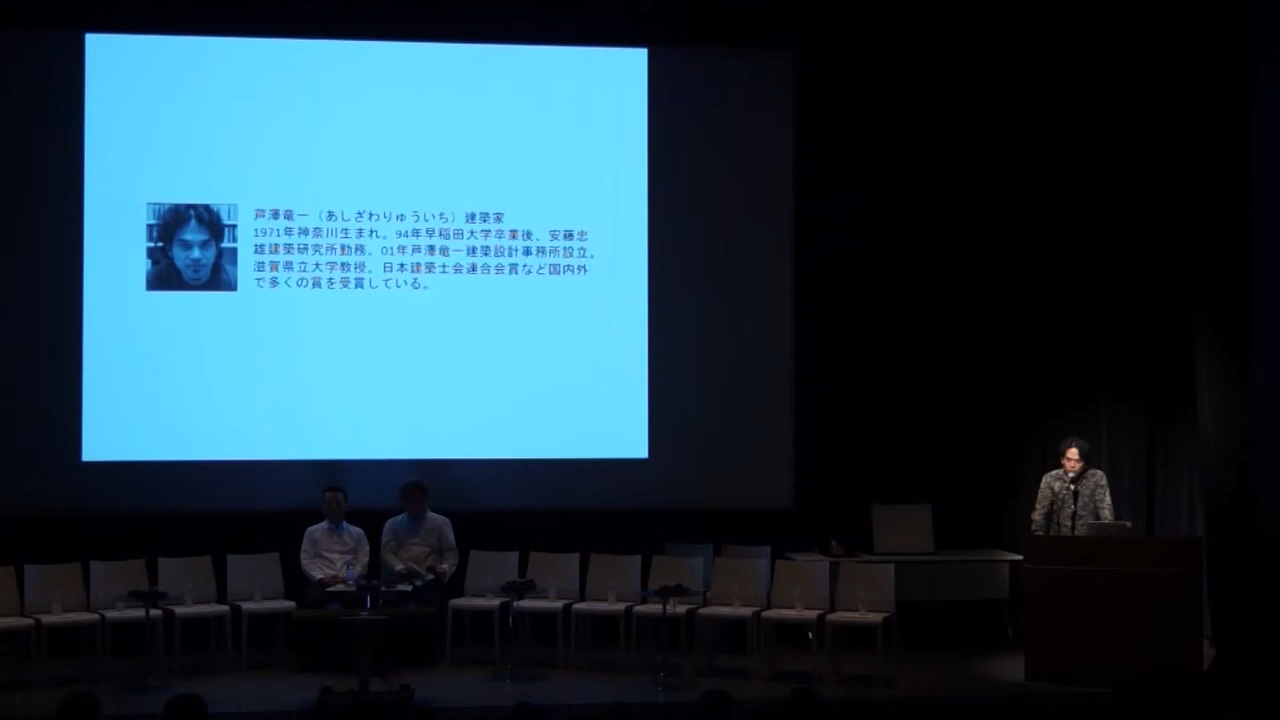 芦澤竜一（あしざわりゅういち）建築家
1971年神奈川生まれ。94年早稲田大学卒業後、安藤忠
雄建築研究所勤務。01年芦澤竜一建築設計事務所設立。
滋賀県立大学教授。日本建築士会連合会賞など国内外
で多くの賞を受賞している。